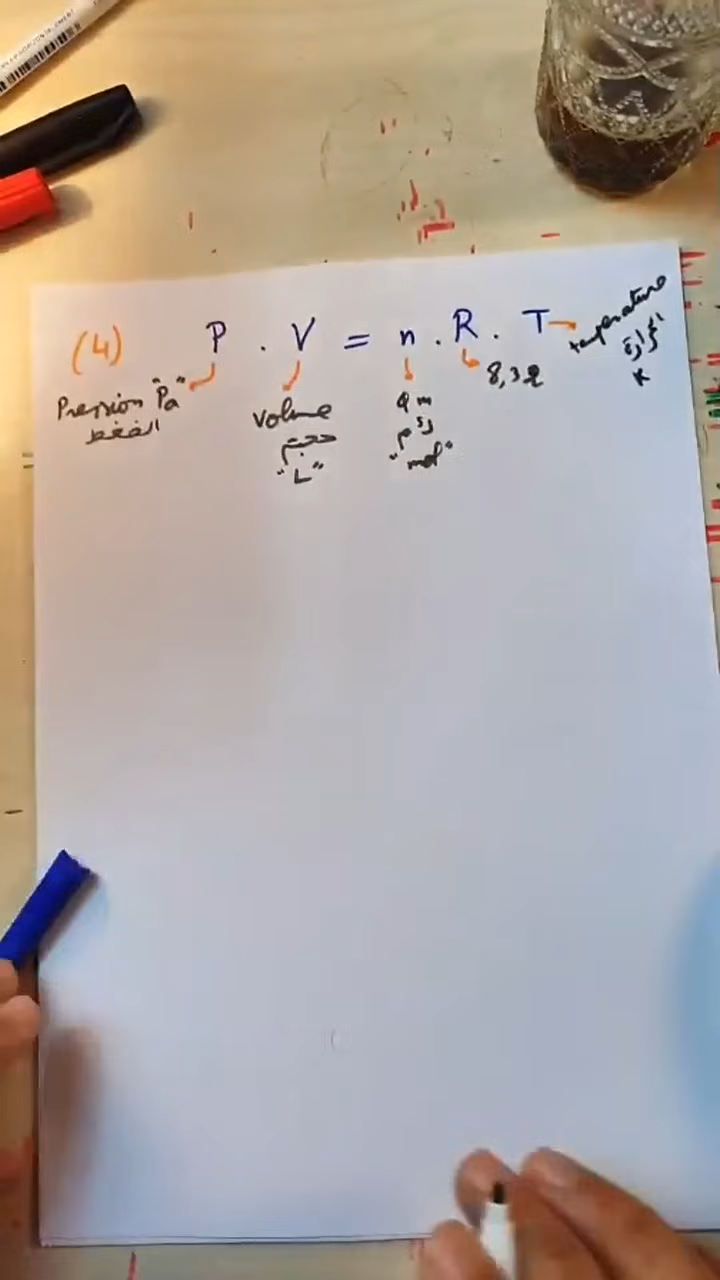 (4) P . V = n . R . T → temperature
الحرارة
K
Pression "Pa"
الضغط
Volume
حجم
"L"
q m
"mol"
8,32